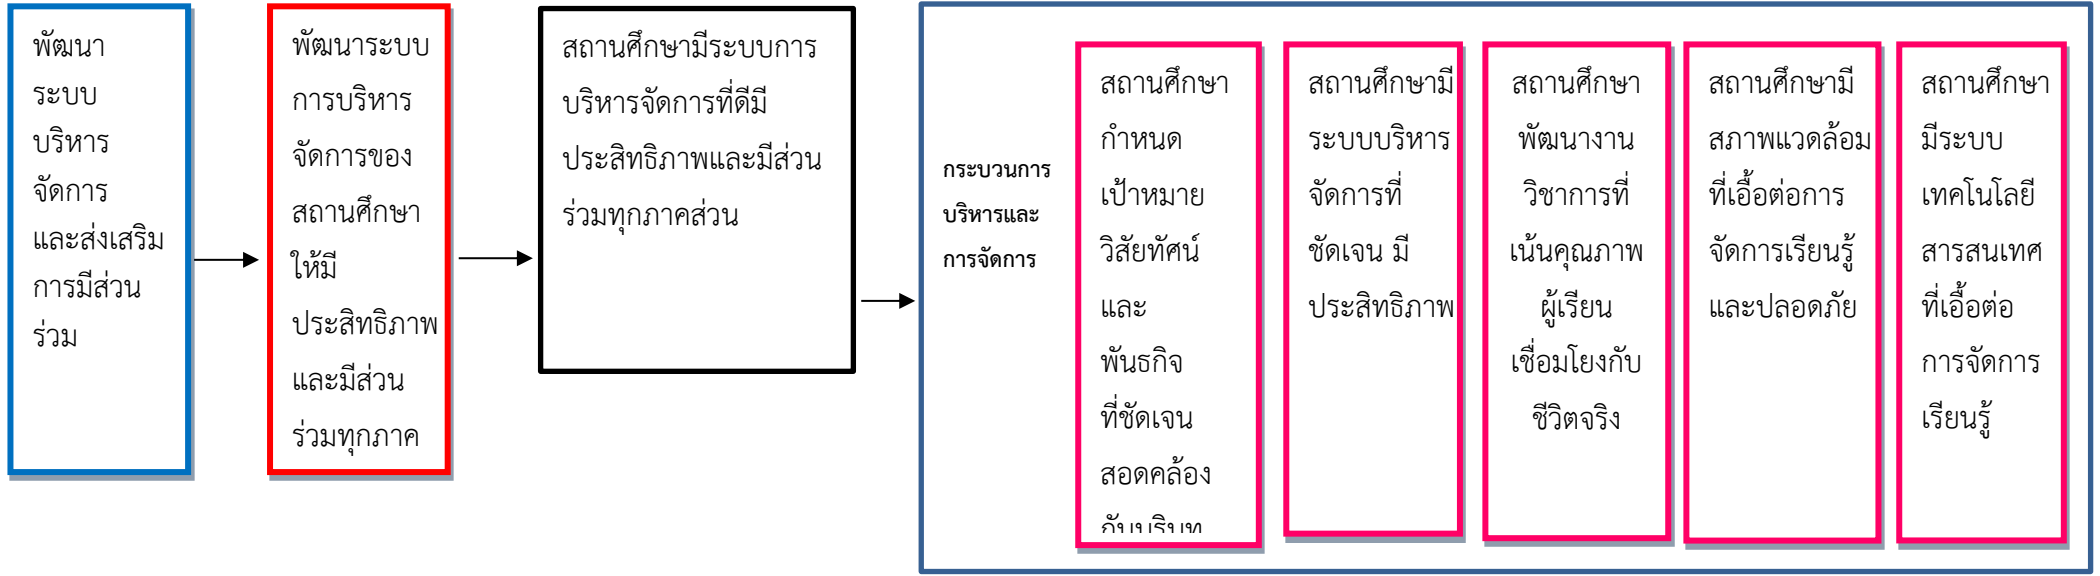 พัฒนา
ระบบ
บริหาร
จัดการ
และส่งเสริม
การมีส่วน
ร่วม
พัฒนาระบบ
การบริหาร
จัดการของ
สถานศึกษา
ให้มี
ประสิทธิภาพ
และมีส่วน
ร่วมทุกภาค
สถานศึกษามีระบบการ
บริหารจัดการที่ดีมี
ประสิทธิภาพและมีส่วน
ร่วมทุกภาคส่วน
กระบวนการ
บริหารและ
การจัดการ
สถานศึกษา
กำหนด
เป้าหมาย
วิสัยทัศน์
และ
พันธกิจ
ที่ชัดเจน
สอดคล้อง
กับบริบท
สถานศึกษามี
ระบบบริหาร
จัดการที่
ชัดเจน มี
ประสิทธิภาพ
สถานศึกษา
พัฒนางาน
วิชาการที่
เน้นคุณภาพ
ผู้เรียน
เชื่อมโยงกับ
ชีวิตจริง
สถานศึกษามี
สภาพแวดล้อม
ที่เอื้อต่อการ
จัดการเรียนรู้
และปลอดภัย
สถานศึกษา
มีระบบ
เทคโนโลยี
สารสนเทศ
ที่เอื้อต่อ
การจัดการ
เรียนรู้